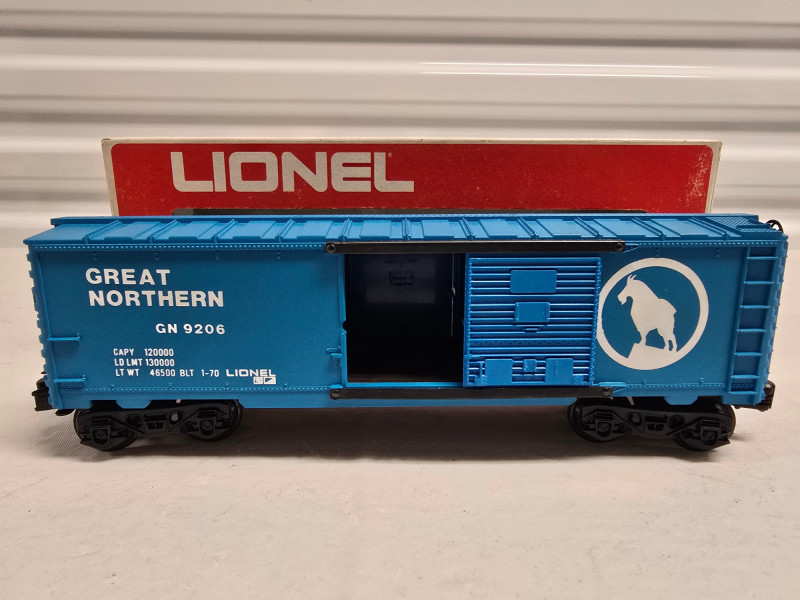 LIONEL
GREAT
NORTHERN
GN 9206
CAPY 120000
LD LMT 130000
LT WT 46500 BLT 1-70 LIONEL